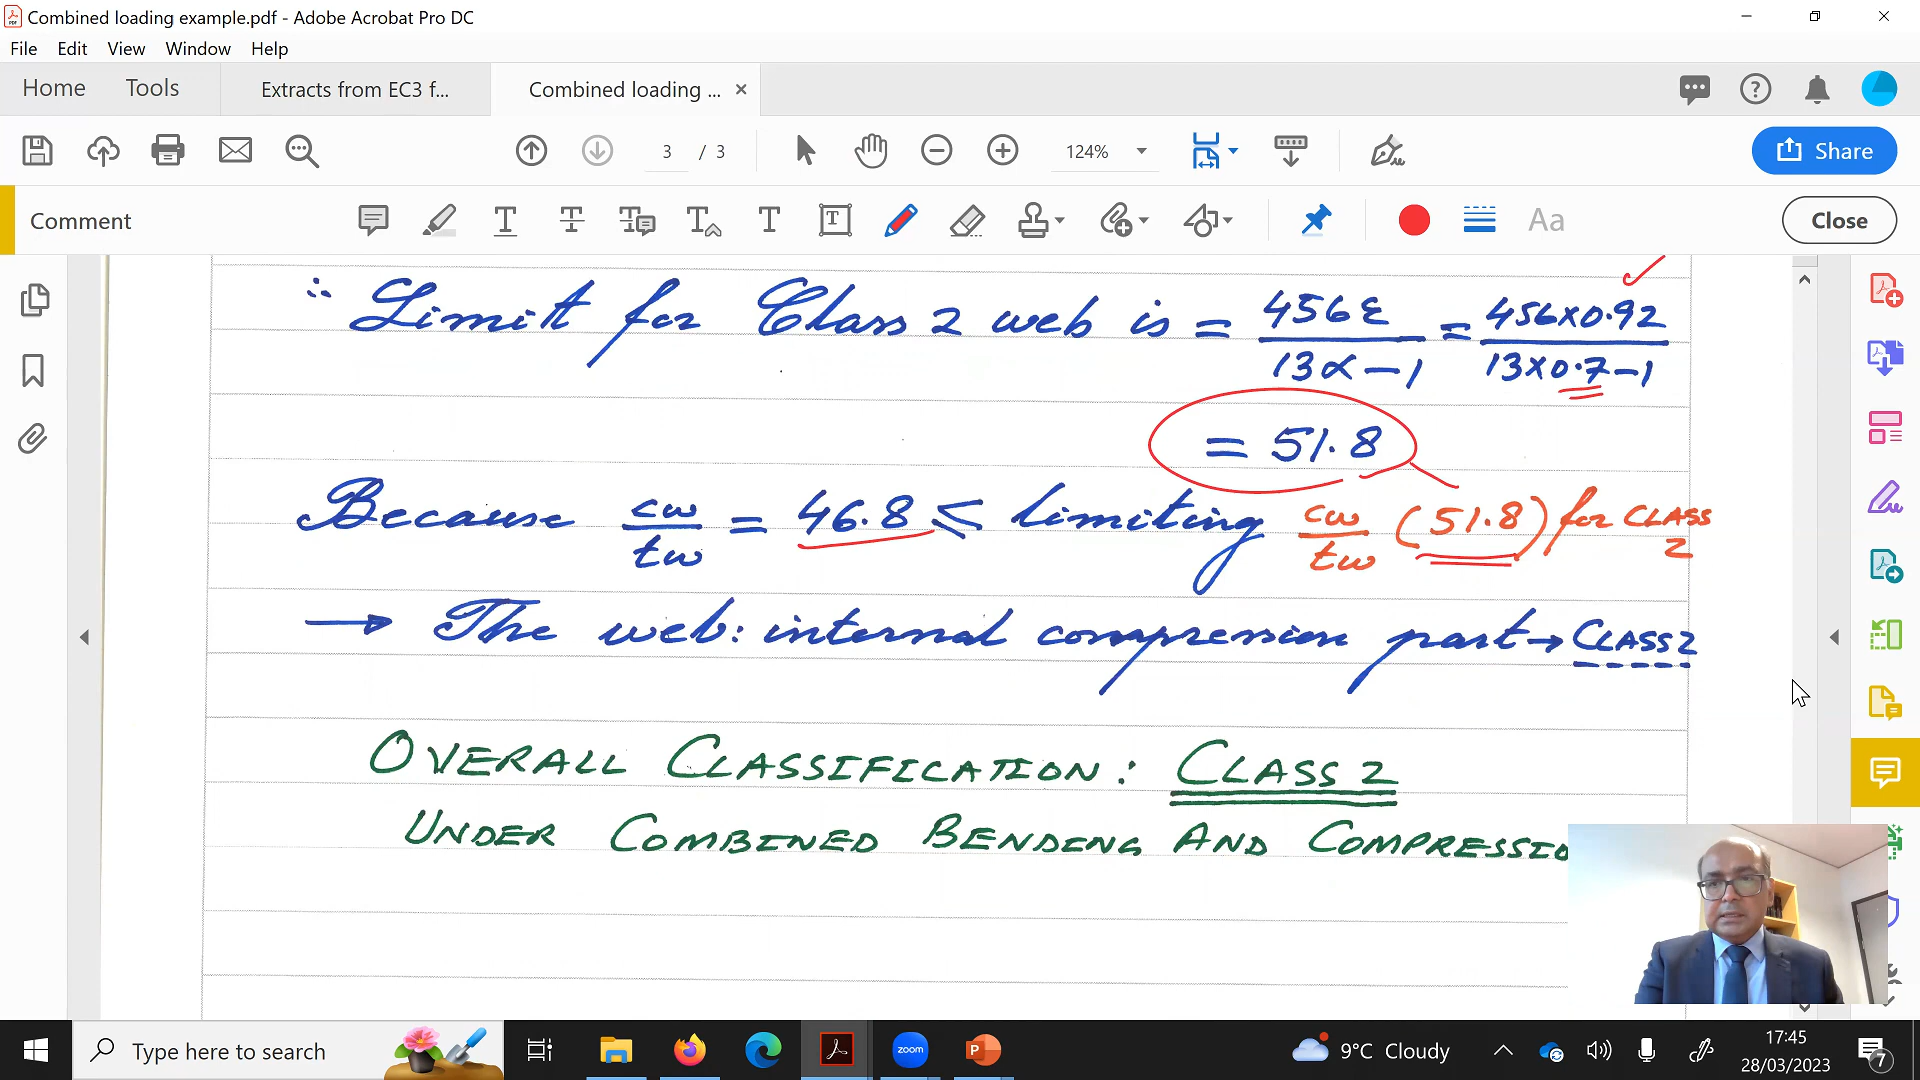 Combined loading example.pdf - Adobe Acrobat Pro DC
File Edit View Window Help
Home Tools Extracts from EC3 f... Combined loading ... ×
3 / 3 124% Share
Comment Aa Close
∴ Limit for Class 2 web is = 456ε / 13α-1 = 456×0.92 / 13×0.7-1
= 51.8
Because cw/tw = 46.8 ≤ limiting cw/tw (51.8) for CLASS 2
→ The web: internal compression part → CLASS 2
OVERALL CLASSIFICATION: CLASS 2
UNDER COMBINED BENDING AND COMPRESSIO
Type here to search zoom 9°C Cloudy 17:45
28/03/2023 7